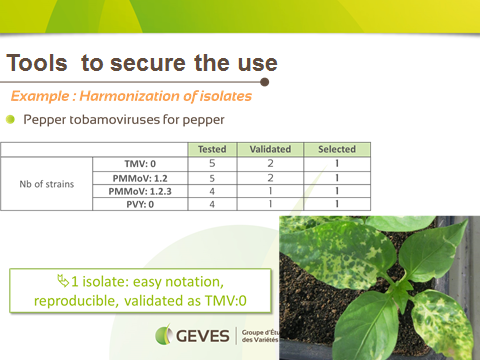 Tools to secure the use
Example : Harmonization of isolates
Pepper tobamoviruses for pepper
Tested Validated Selected
Nb of strains
TMV: 0 5 2 1
PMMoV: 1.2 5 2 1
PMMoV: 1.2.3 4 1 1
PVY: 0 4 1 1
1 isolate: easy notation,
reproducible, validated as TMV:0
GEVES
Groupe d'Étu
des Variétés